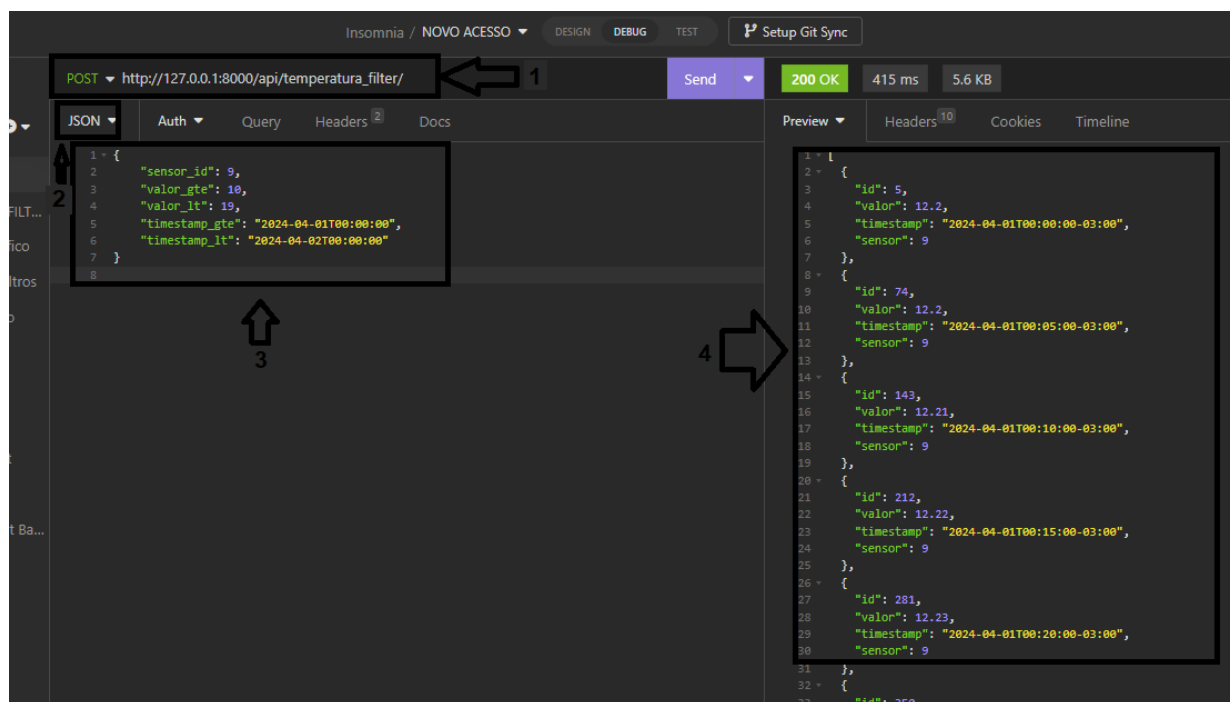 Insomnia / NOVO ACESSO DESIGN DEBUG TEST Setup Git Sync
POST http://127.0.0.1:8000/api/temperatura_filter/ 1 Send
200 OK 415 ms 5.6 KB
JSON Auth Query Headers 2 Docs
2
1 {
2 "sensor_id": 9,
3 "valor_gte": 10,
4 "valor_lt": 19,
5 "timestamp_gte": "2024-04-01T00:00:00",
6 "timestamp_lt": "2024-04-02T00:00:00"
7 }
8
3
FILT...
ltros
t Ba...
4
Preview Headers 10 Cookies Timeline
1 [
2 {
3 "id": 5,
4 "valor": 12.2,
5 "timestamp": "2024-04-01T00:00:00-03:00",
6 "sensor": 9
7 },
8 {
9 "id": 74,
10 "valor": 12.2,
11 "timestamp": "2024-04-01T00:05:00-03:00",
12 "sensor": 9
13 },
14 {
15 "id": 143,
16 "valor": 12.21,
17 "timestamp": "2024-04-01T00:10:00-03:00",
18 "sensor": 9
19 },
20 {
21 "id": 212,
22 "valor": 12.22,
23 "timestamp": "2024-04-01T00:15:00-03:00",
24 "sensor": 9
25 },
26 {
27 "id": 281,
28 "valor": 12.23,
29 "timestamp": "2024-04-01T00:20:00-03:00",
30 "sensor": 9
31 },
32 {